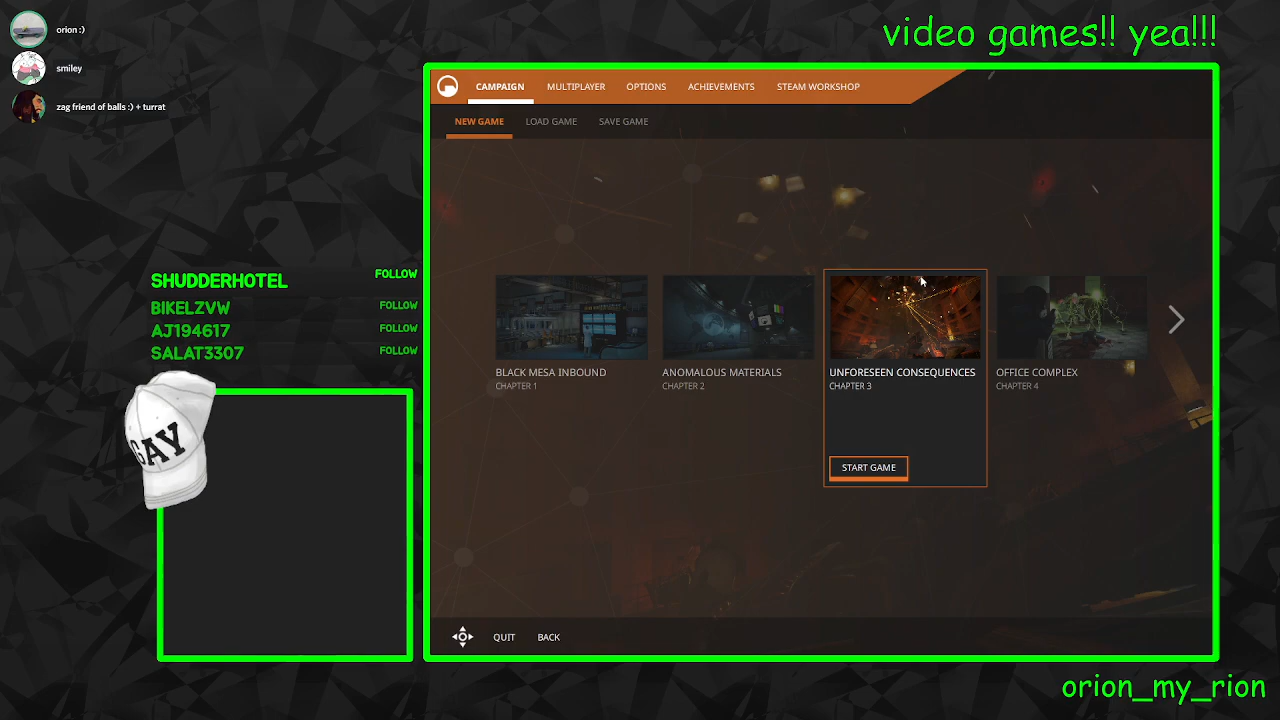 orion :)
smiley
zag friend of balls :) + turrat
video games!! yea!!!
CAMPAIGN MULTIPLAYER OPTIONS ACHIEVEMENTS STEAM WORKSHOP
NEW GAME LOAD GAME SAVE GAME
SHUDDERHOTEL FOLLOW
BIKELZVW FOLLOW
AJ194617 FOLLOW
SALAT3307 FOLLOW
GAY
BLACK MESA INBOUND
CHAPTER 1
ANOMALOUS MATERIALS
CHAPTER 2
UNFORESEEN CONSEQUENCES
CHAPTER 3
START GAME
OFFICE COMPLEX
CHAPTER 4
QUIT BACK
orion_my_rion